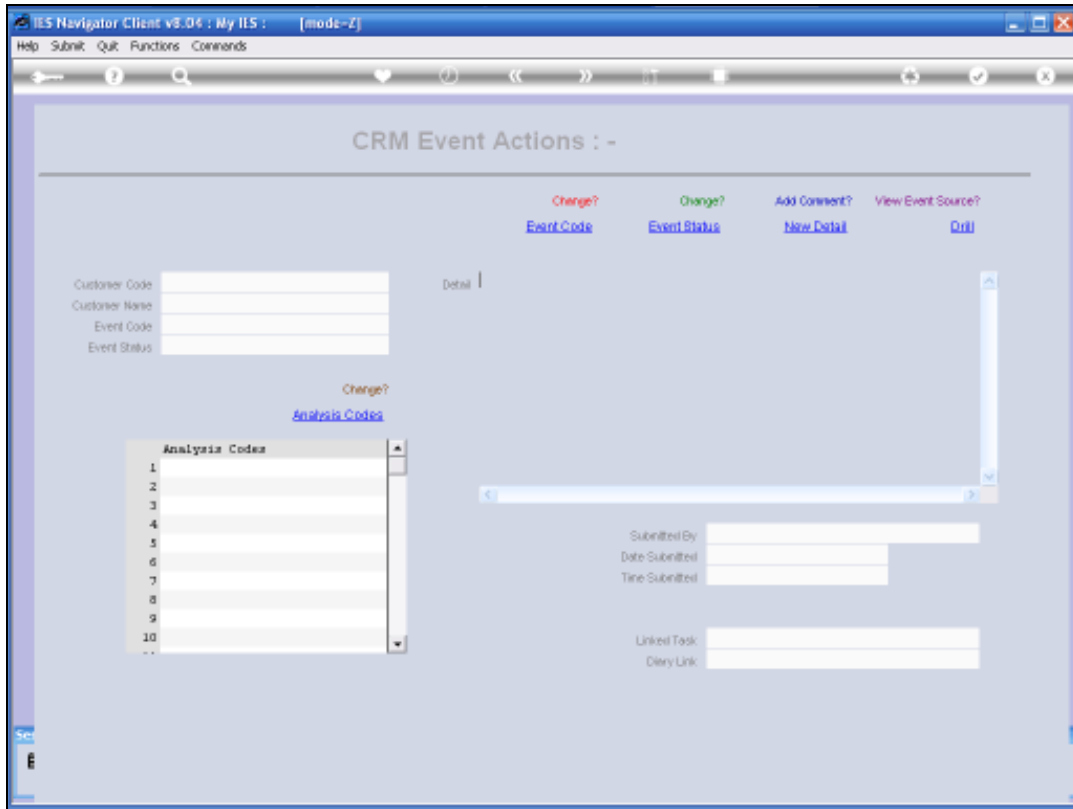 IES Navigator Client v8.04 : My IES : [mode=Z]
Help Submit Quit Functions Commands
CRM Event Actions : -
Change? Change? Add Comment? View Event Source?
Event Code Event Status New Detail Drill
Customer Code
Detail
Customer Name
Event Code
Event Status
Change?
Analysis Codes
Analysis Codes
1
2
3
4
5
6
7
8
9
10
Submitted By
Date Submitted
Time Submitted
Linked Task
Diary Link